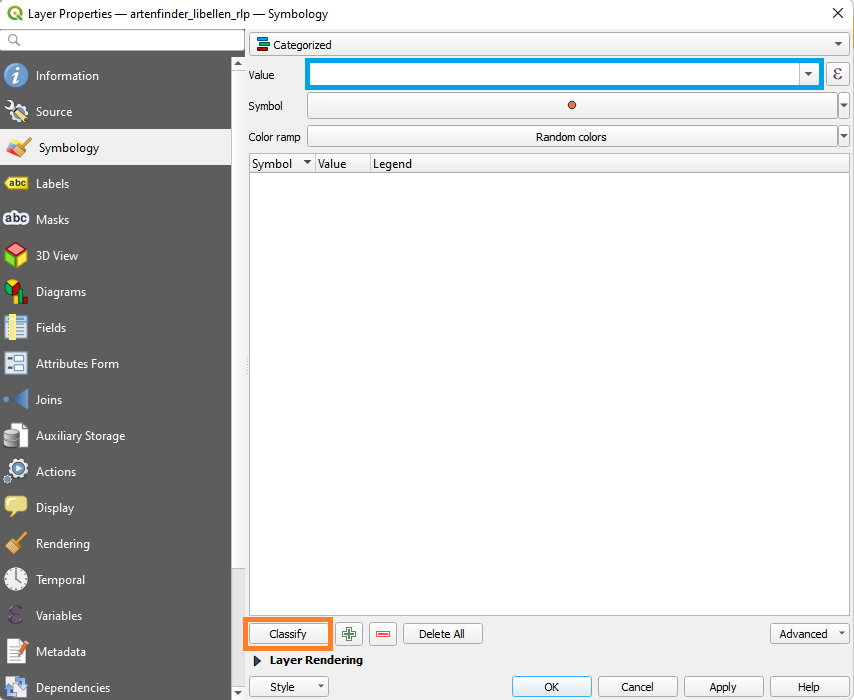 Layer Properties — artenfinder_libellen_rlp — Symbology
Information
Source
Symbology
abc Labels
abc Masks
3D View
Diagrams
Fields
Attributes Form
Joins
Auxiliary Storage
Actions
Display
Rendering
Temporal
Variables
Metadata
Dependencies
Categorized
Value ε
Symbol
Color ramp Random colors
Symbol Value Legend
Classify Delete All Advanced
Layer Rendering
Style OK Cancel Apply Help